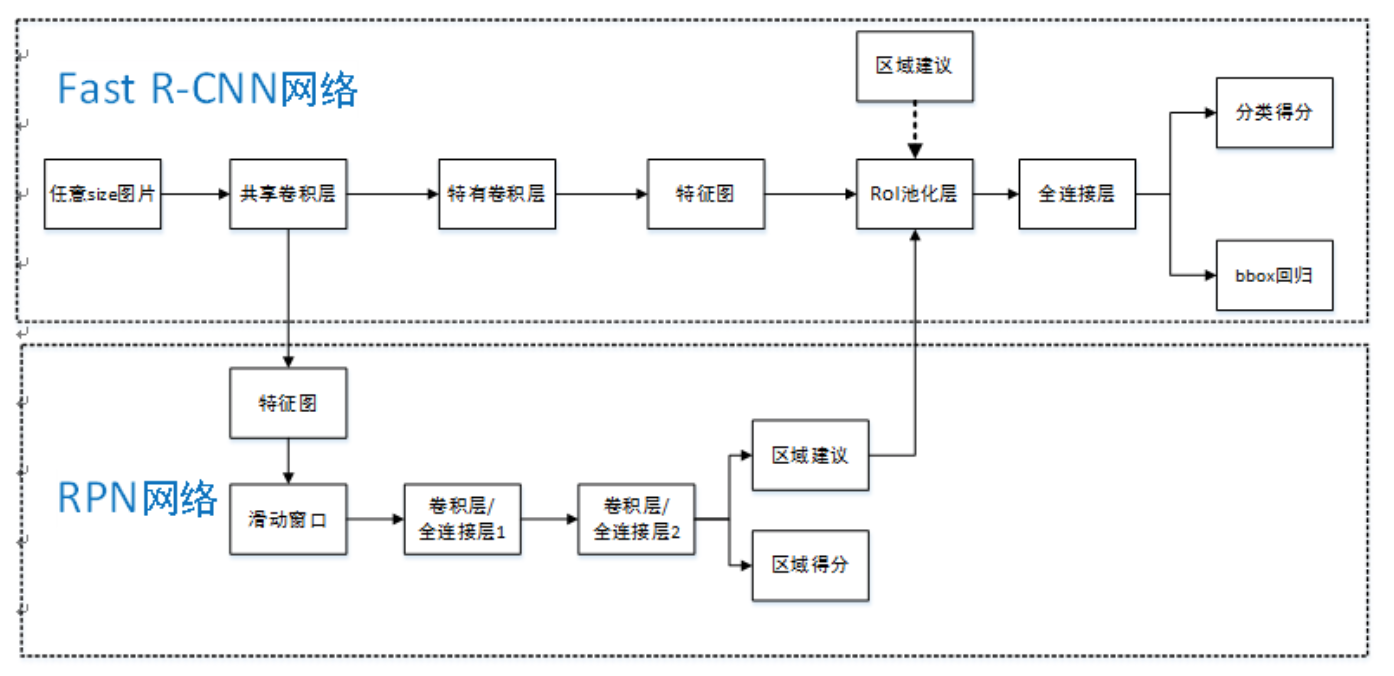 Fast R-CNN网络
区域建议
分类得分
任意size图片
共享卷积层
特有卷积层
特征图
RoI池化层
全连接层
bbox回归
特征图
RPN网络
滑动窗口
卷积层/
全连接层1
卷积层/
全连接层2
区域建议
区域得分